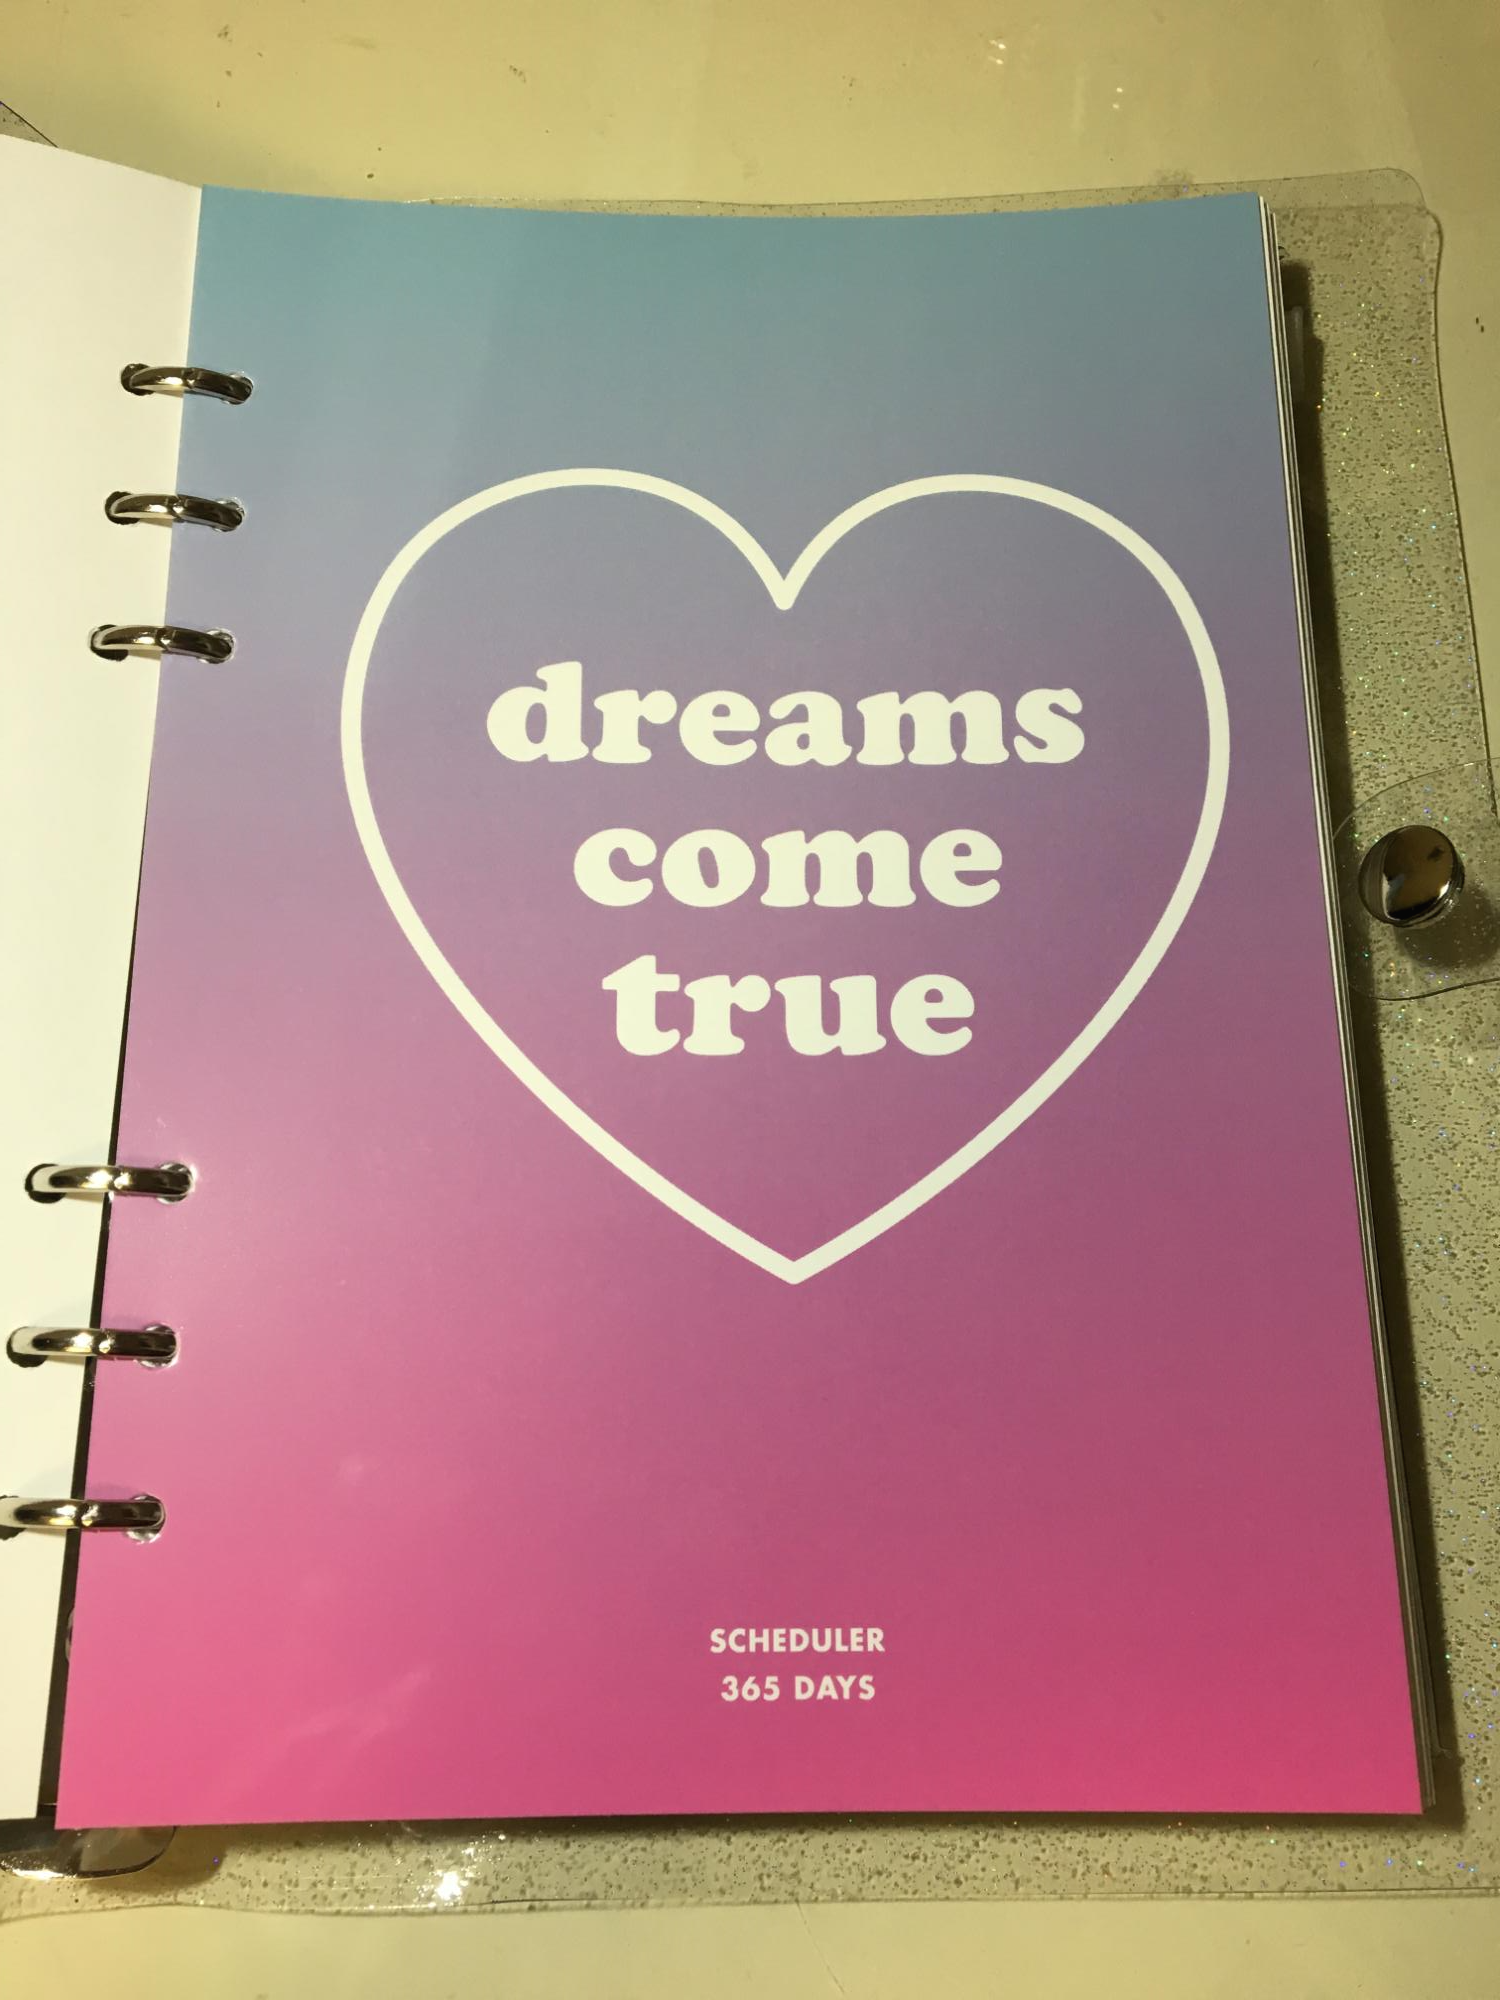 dreams
come
true
SCHEDULER
365 DAYS